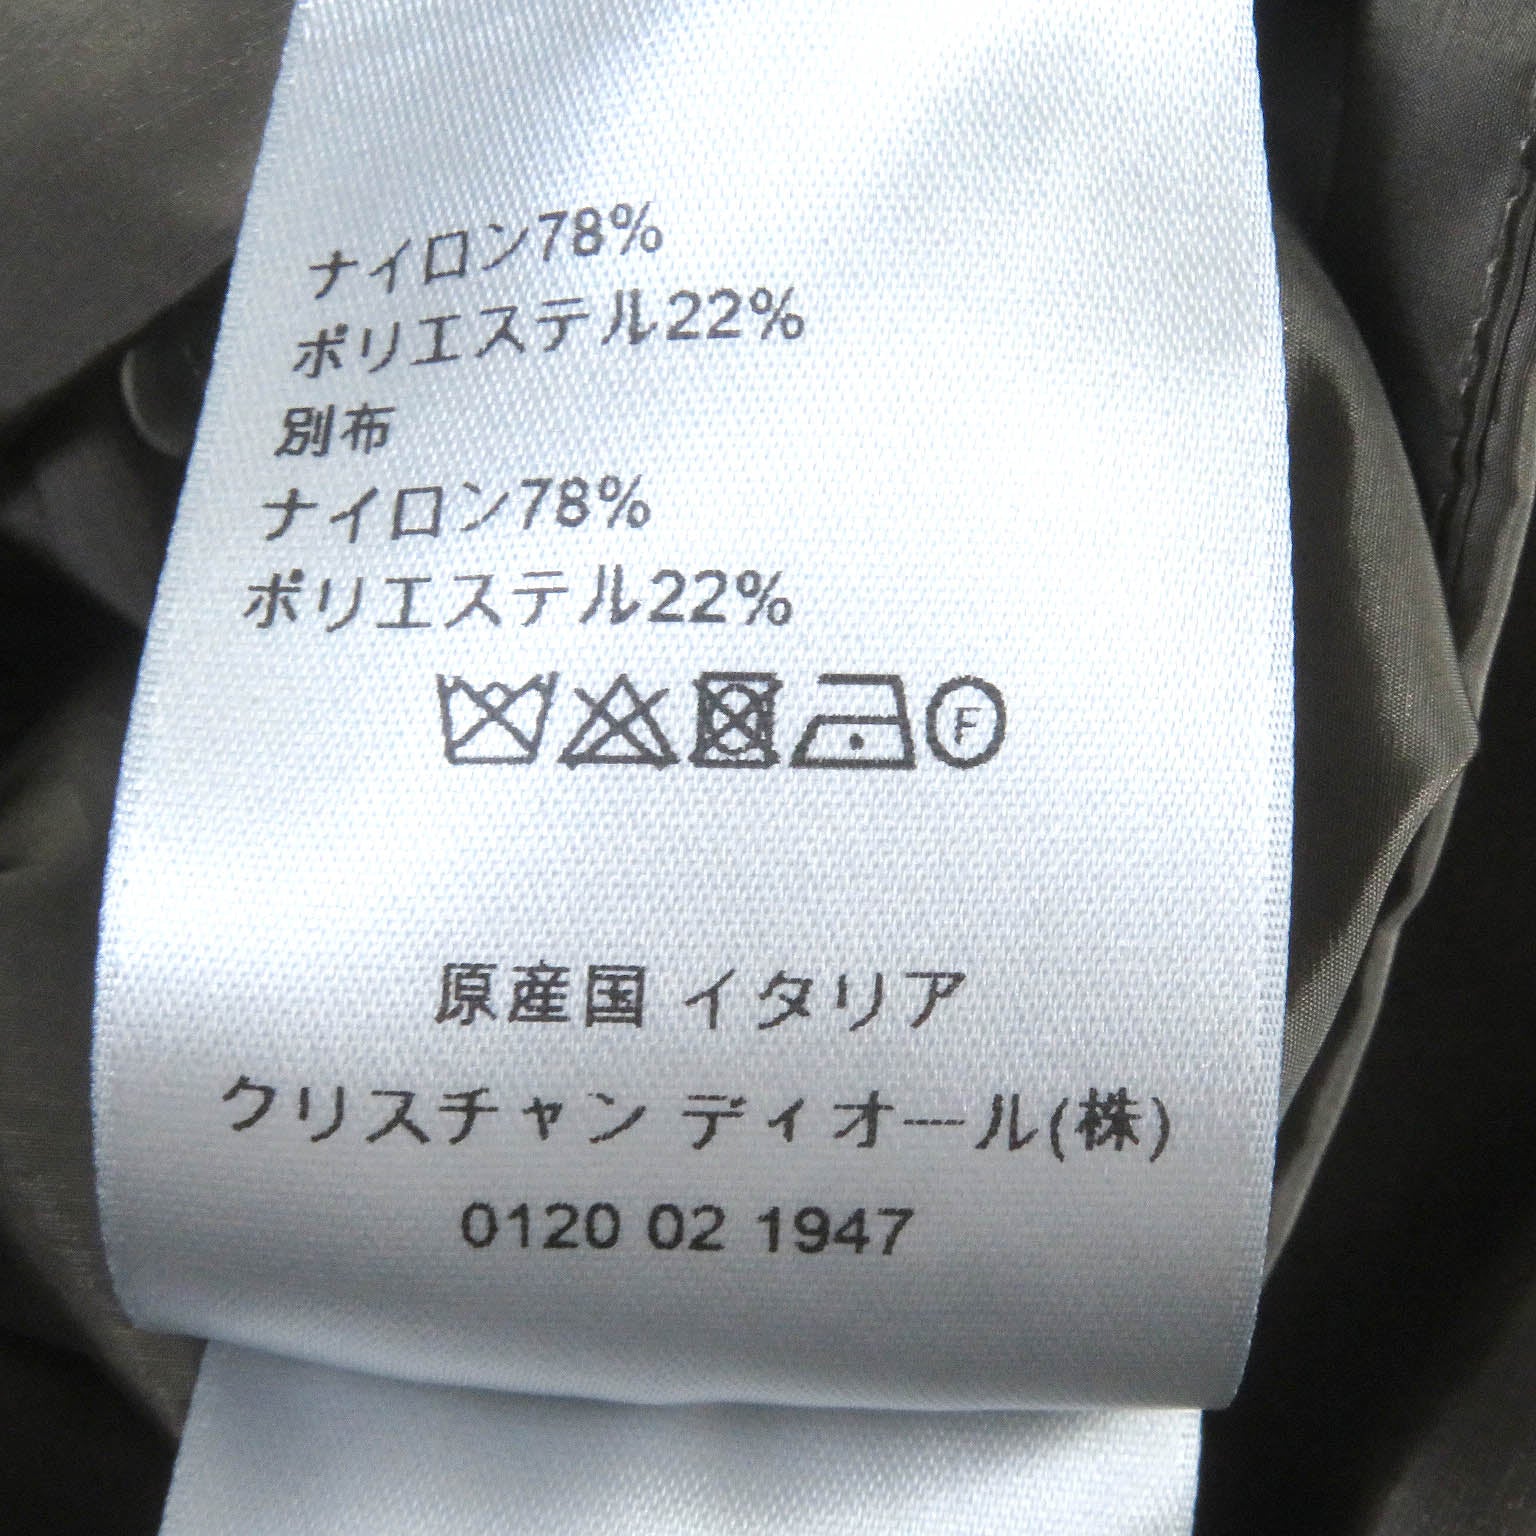 ナイロン78%
ポリエステル22%
別布
ナイロン78%
ポリエステル22%
F
原産国 イタリア
クリスチャン ディオール(株)
0120 02 1947